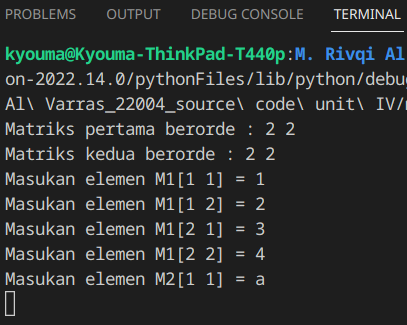 PROBLEMS OUTPUT DEBUG CONSOLE TERMINAL
kyouma@Kyouma-ThinkPad-T440p:M. Rivqi Al
on-2022.14.0/pythonFiles/lib/python/debug
Al\ Varras_22004_source\ code\ unit\ IV/
Matriks pertama berorde : 2 2
Matriks kedua berorde : 2 2
Masukan elemen M1[1 1] = 1
Masukan elemen M1[1 2] = 2
Masukan elemen M1[2 1] = 3
Masukan elemen M1[2 2] = 4
Masukan elemen M2[1 1] = a